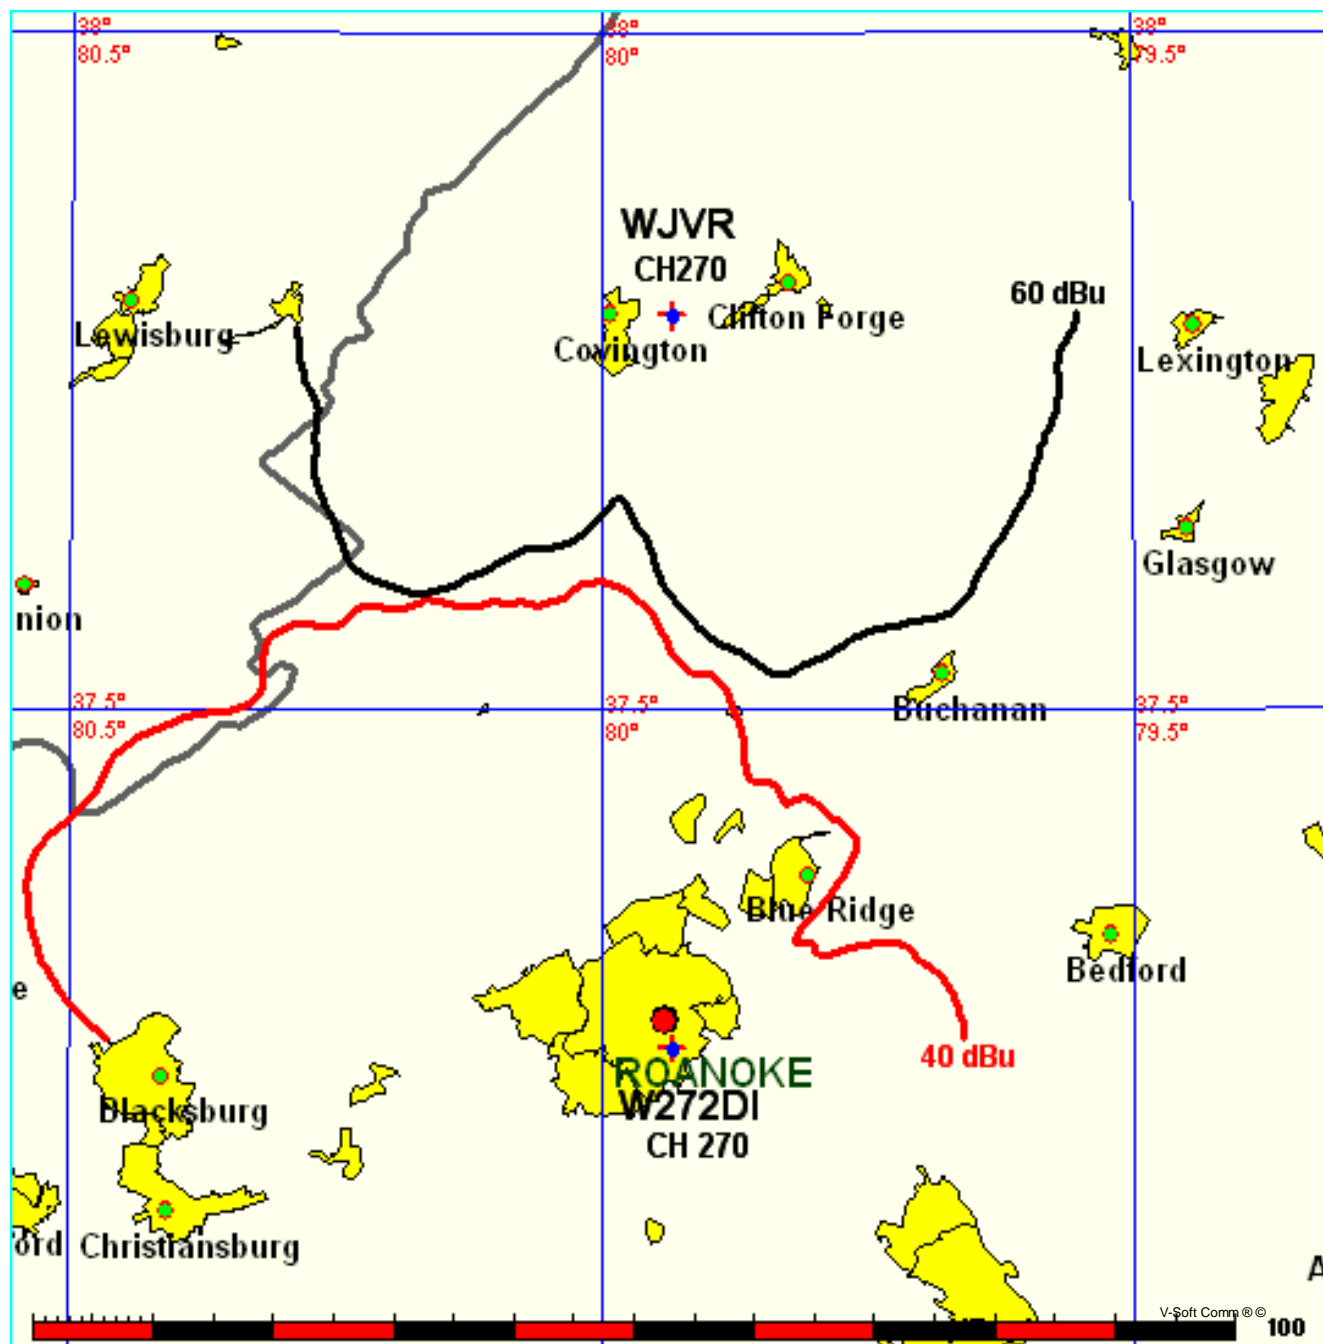 38° 38° 38°
80.5° 80° 79.5°
WJVR
CH270
60 dBu
Clifton Forge
Lewisburg
Covington
Lexington
Glasgow
nion
37.5° 37.5° 37.5°
Buchanan
80.5° 80° 79.5°
Blue Ridge
Bedford
e
40 dBu
ROANOKE
W272DI
Blacksburg
CH 270
ord Christiansburg
A
V-Soft Comm ® ©
100